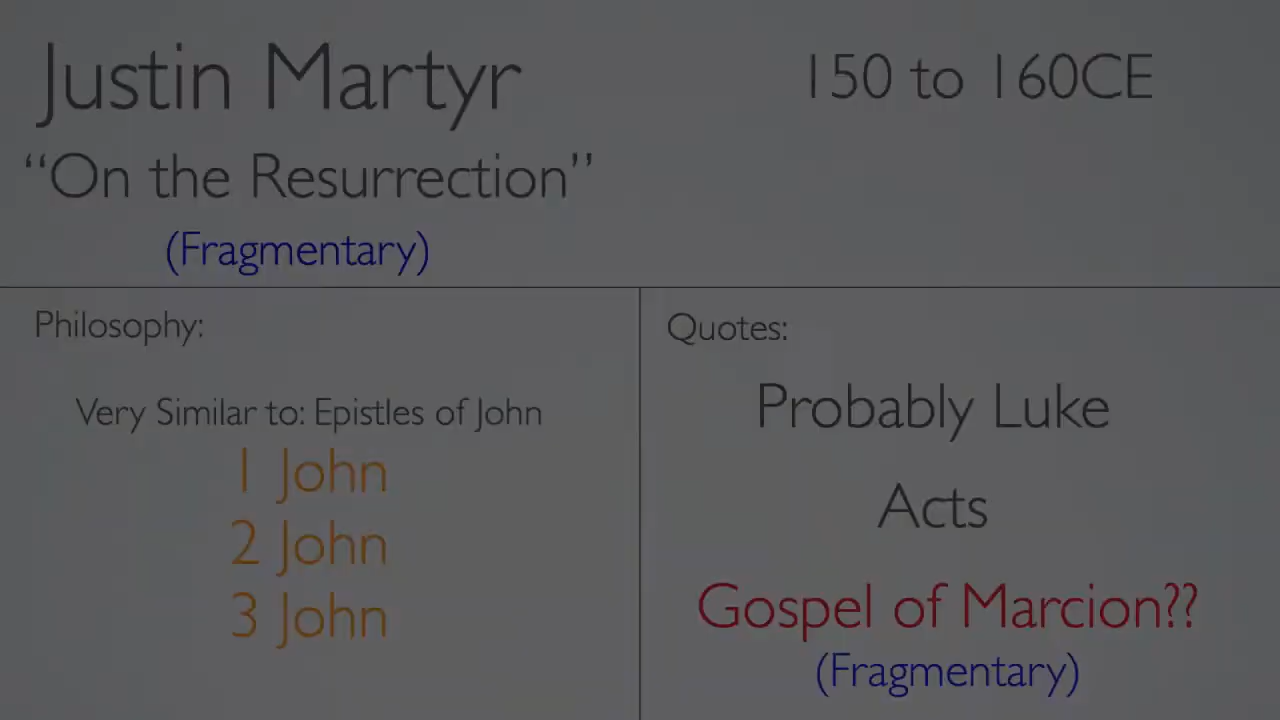 Justin Martyr
150 to 160CE
“On the Resurrection”
(Fragmentary)
Philosophy:
Very Similar to: Epistles of John
1 John
2 John
3 John
Quotes:
Probably Luke
Acts
Gospel of Marcion??
(Fragmentary)